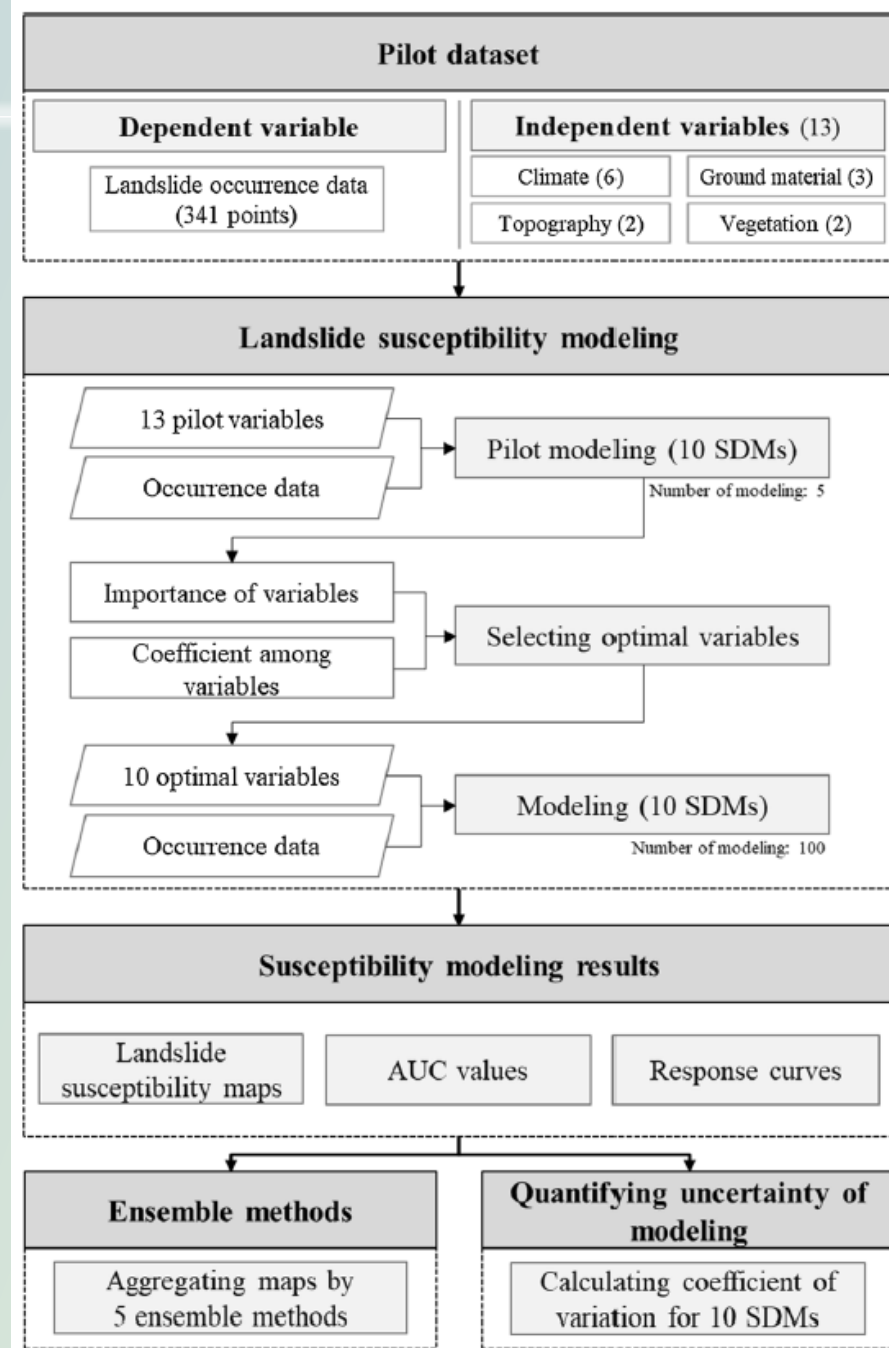 Pilot dataset
Dependent variable
Landslide occurrence data
(341 points)
Independent variables (13)
Climate (6)
Ground material (3)
Topography (2)
Vegetation (2)
Landslide susceptibility modeling
13 pilot variables
Occurrence data
Pilot modeling (10 SDMs)
Number of modeling: 5
Importance of variables
Coefficient among
variables
Selecting optimal variables
10 optimal variables
Occurrence data
Modeling (10 SDMs)
Number of modeling: 100
Susceptibility modeling results
Landslide
susceptibility maps
AUC values
Response curves
Ensemble methods
Aggregating maps by
5 ensemble methods
Quantifying uncertainty of
modeling
Calculating coefficient of
variation for 10 SDMs